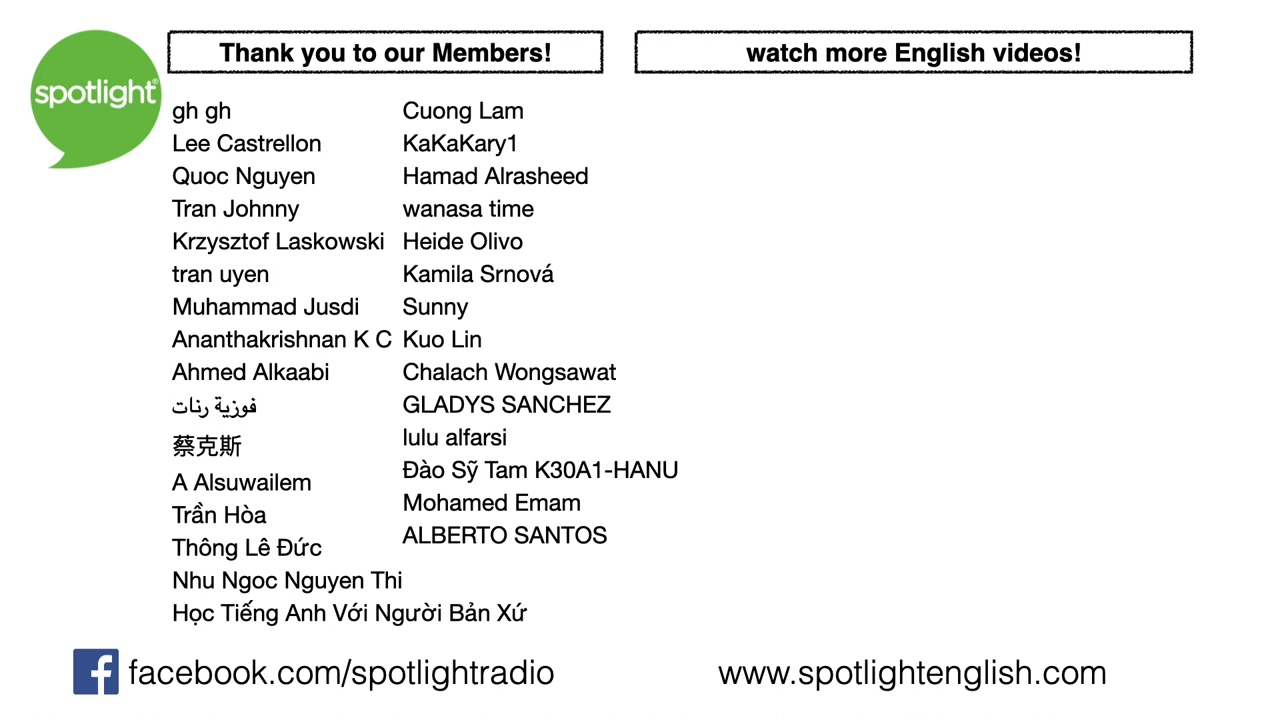 spotlight®
Thank you to our Members!
watch more English videos!
gh gh
Lee Castrellon
Quoc Nguyen
Tran Johnny
Krzysztof Laskowski
tran uyen
Muhammad Jusdi
Ananthakrishnan K C
Ahmed Alkaabi
فوزية رنات
蔡克斯
A Alsuwailem
Trần Hòa
Thông Lê Đức
Nhu Ngoc Nguyen Thi
Học Tiếng Anh Với Người Bản Xứ
Cuong Lam
KaKaKary1
Hamad Alrasheed
wanasa time
Heide Olivo
Kamila Srnová
Sunny
Kuo Lin
Chalach Wongsawat
GLADYS SANCHEZ
lulu alfarsi
Đào Sỹ Tam K30A1-HANU
Mohamed Emam
ALBERTO SANTOS
facebook.com/spotlightradio
www.spotlightenglish.com